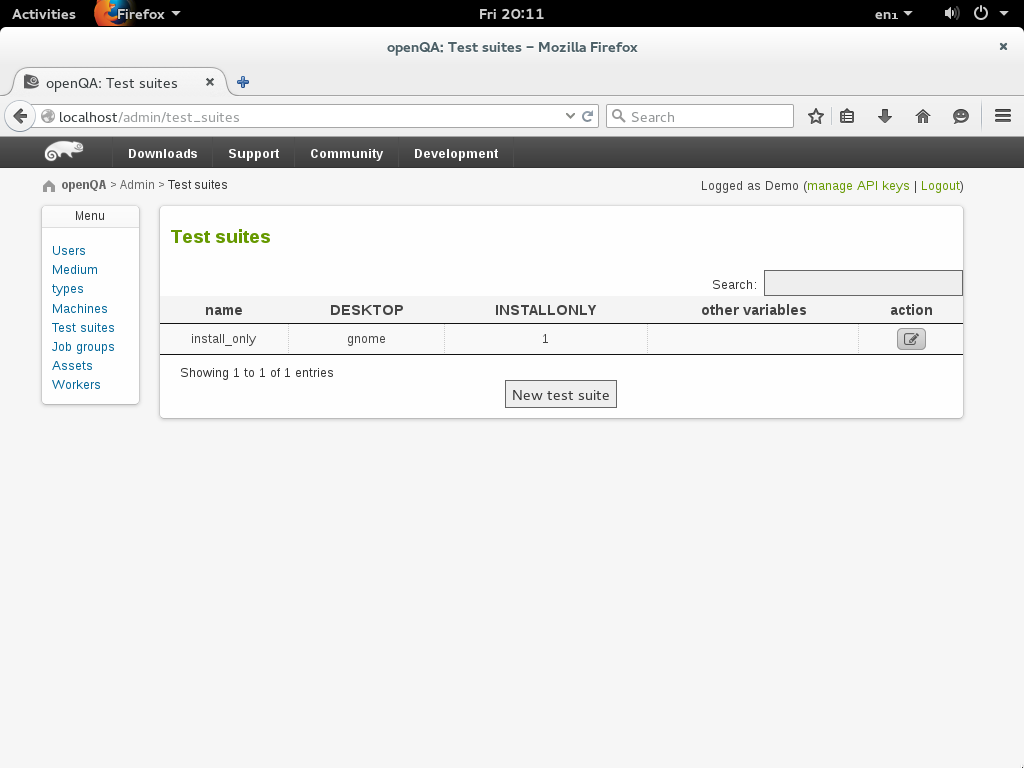 Activities Firefox Fri 20:11 en₁
openQA: Test suites – Mozilla Firefox
openQA: Test suites
localhost/admin/test_suites Search
Downloads Support Community Development
openQA > Admin > Test suites Logged as Demo (manage API keys | Logout)
Menu
Users
Medium
types
Machines
Test suites
Job groups
Assets
Workers
Test suites
Search:
name DESKTOP INSTALLONLY other variables action
install_only gnome 1
Showing 1 to 1 of 1 entries
New test suite